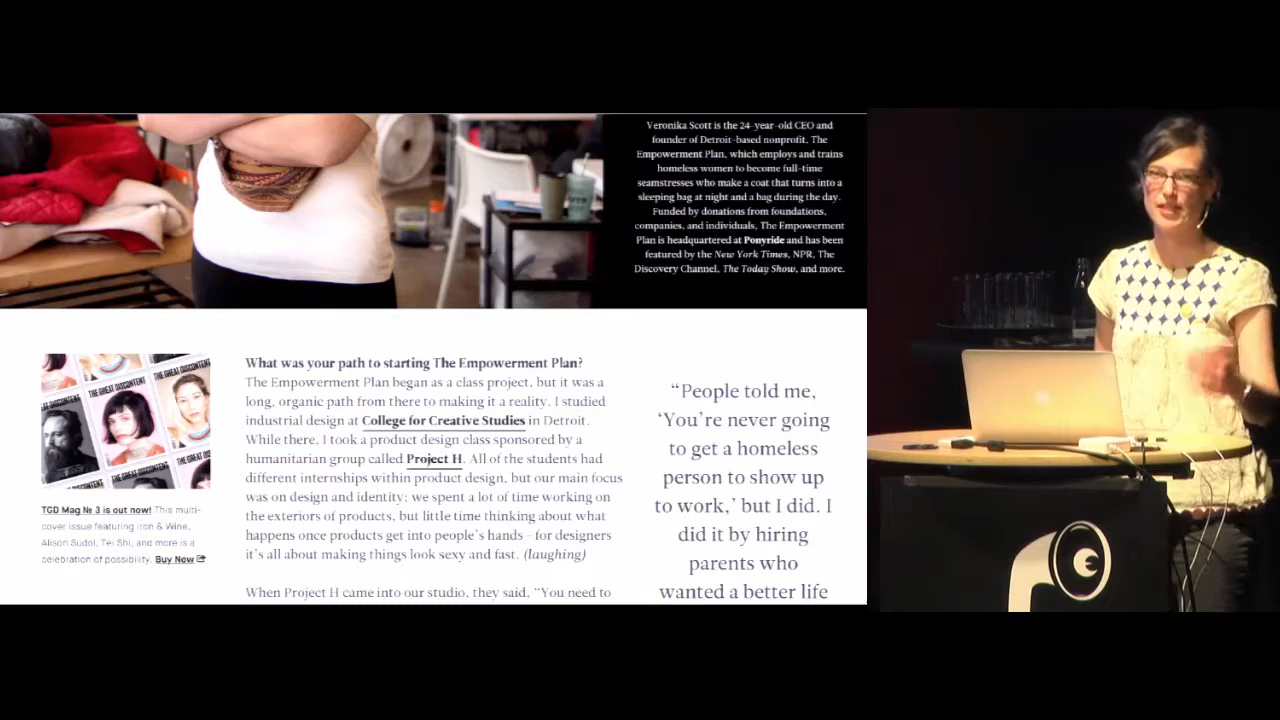 Veronika Scott is the 24-year-old CEO and
founder of Detroit-based nonprofit, The
Empowerment Plan, which employs and trains
homeless women to become full-time
seamstresses who make a coat that turns into a
sleeping bag at night and a bag during the day.
Funded by donations from foundations,
companies, and individuals, The Empowerment
Plan is headquartered at Ponyride and has been
featured by the New York Times, NPR, The
Discovery Channel, The Today Show, and more.
THE GREAT DISCONTENT
THE GREAT DISCONTENT
TGD Mag № 3 is out now! This multi-
cover issue featuring Iron & Wine,
Alison Sudol, Tei Shi, and more is a
celebration of possibility. Buy Now
What was your path to starting The Empowerment Plan?
The Empowerment Plan began as a class project, but it was a
long, organic path from there to making it a reality. I studied
industrial design at College for Creative Studies in Detroit.
While there, I took a product design class sponsored by a
humanitarian group called Project H. All of the students had
different internships within product design, but our main focus
was on design and identity; we spent a lot of time working on
the exteriors of products, but little time thinking about what
happens once products get into people's hands—for designers
it's all about making things look sexy and fast. (laughing)
When Project H came into our studio, they said, “You need to
“People told me,
‘You’re never going
to get a homeless
person to show up
to work,’ but I did. I
did it by hiring
parents who
wanted a better life